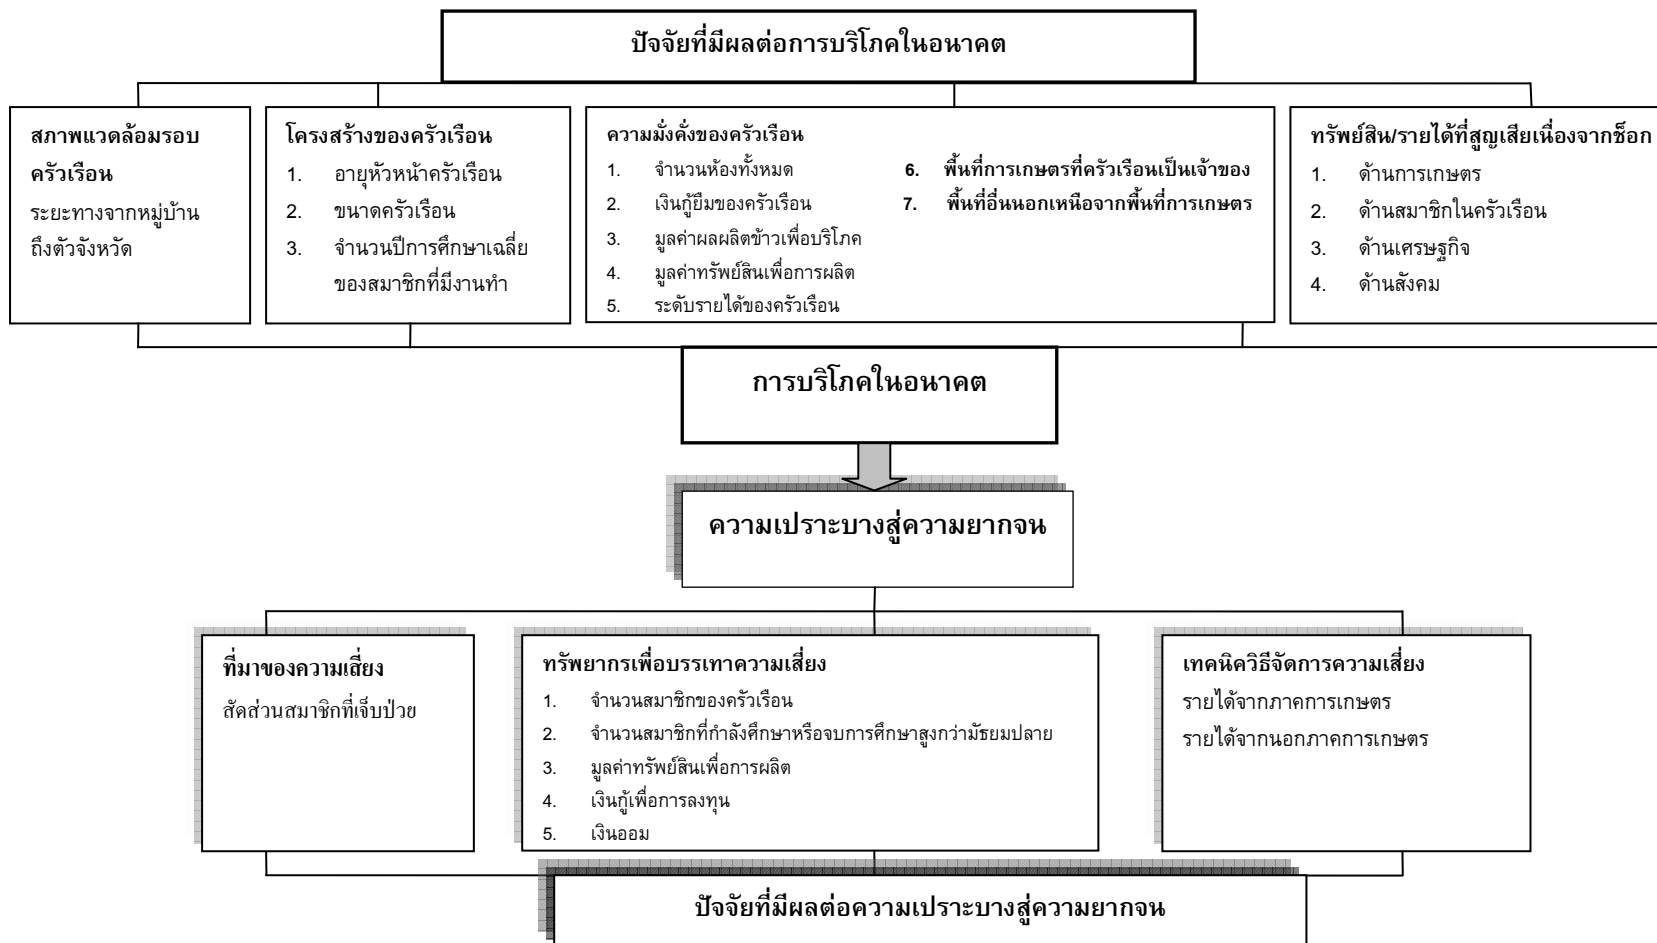 ปัจจัยที่มีผลต่อการบริโภคในอนาคต
สภาพแวดล้อมรอบ
ครัวเรือน
ระยะทางจากหมู่บ้าน
ถึงตัวจังหวัด
โครงสร้างของครัวเรือน
1. อายุหัวหน้าครัวเรือน
2. ขนาดครัวเรือน
3. จำนวนปีการศึกษาเฉลี่ย
ของสมาชิกที่มีงานทำ
ความมั่งคั่งของครัวเรือน
1. จำนวนห้องทั้งหมด
2. เงินกู้ยืมของครัวเรือน
3. มูลค่าผลผลิตข้าวเพื่อบริโภค
4. มูลค่าทรัพย์สินเพื่อการผลิต
5. ระดับรายได้ของครัวเรือน
6. พื้นที่การเกษตรที่ครัวเรือนเป็นเจ้าของ
7. พื้นที่อื่นนอกเหนือจากพื้นที่การเกษตร
ทรัพย์สิน/รายได้ที่สูญเสียเนื่องจากช็อก
1. ด้านการเกษตร
2. ด้านสมาชิกในครัวเรือน
3. ด้านเศรษฐกิจ
4. ด้านสังคม
การบริโภคในอนาคต
ความเปราะบางสู่ความยากจน
ที่มาของความเสี่ยง
สัดส่วนสมาชิกที่เจ็บป่วย
ทรัพยากรเพื่อบรรเทาความเสี่ยง
1. จำนวนสมาชิกของครัวเรือน
2. จำนวนสมาชิกที่กำลังศึกษาหรือจบการศึกษาสูงกว่ามัธยมปลาย
3. มูลค่าทรัพย์สินเพื่อการผลิต
4. เงินกู้เพื่อการลงทุน
5. เงินออม
เทคนิควิธีจัดการความเสี่ยง
รายได้จากภาคการเกษตร
รายได้จากนอกภาคการเกษตร
ปัจจัยที่มีผลต่อความเปราะบางสู่ความยากจน